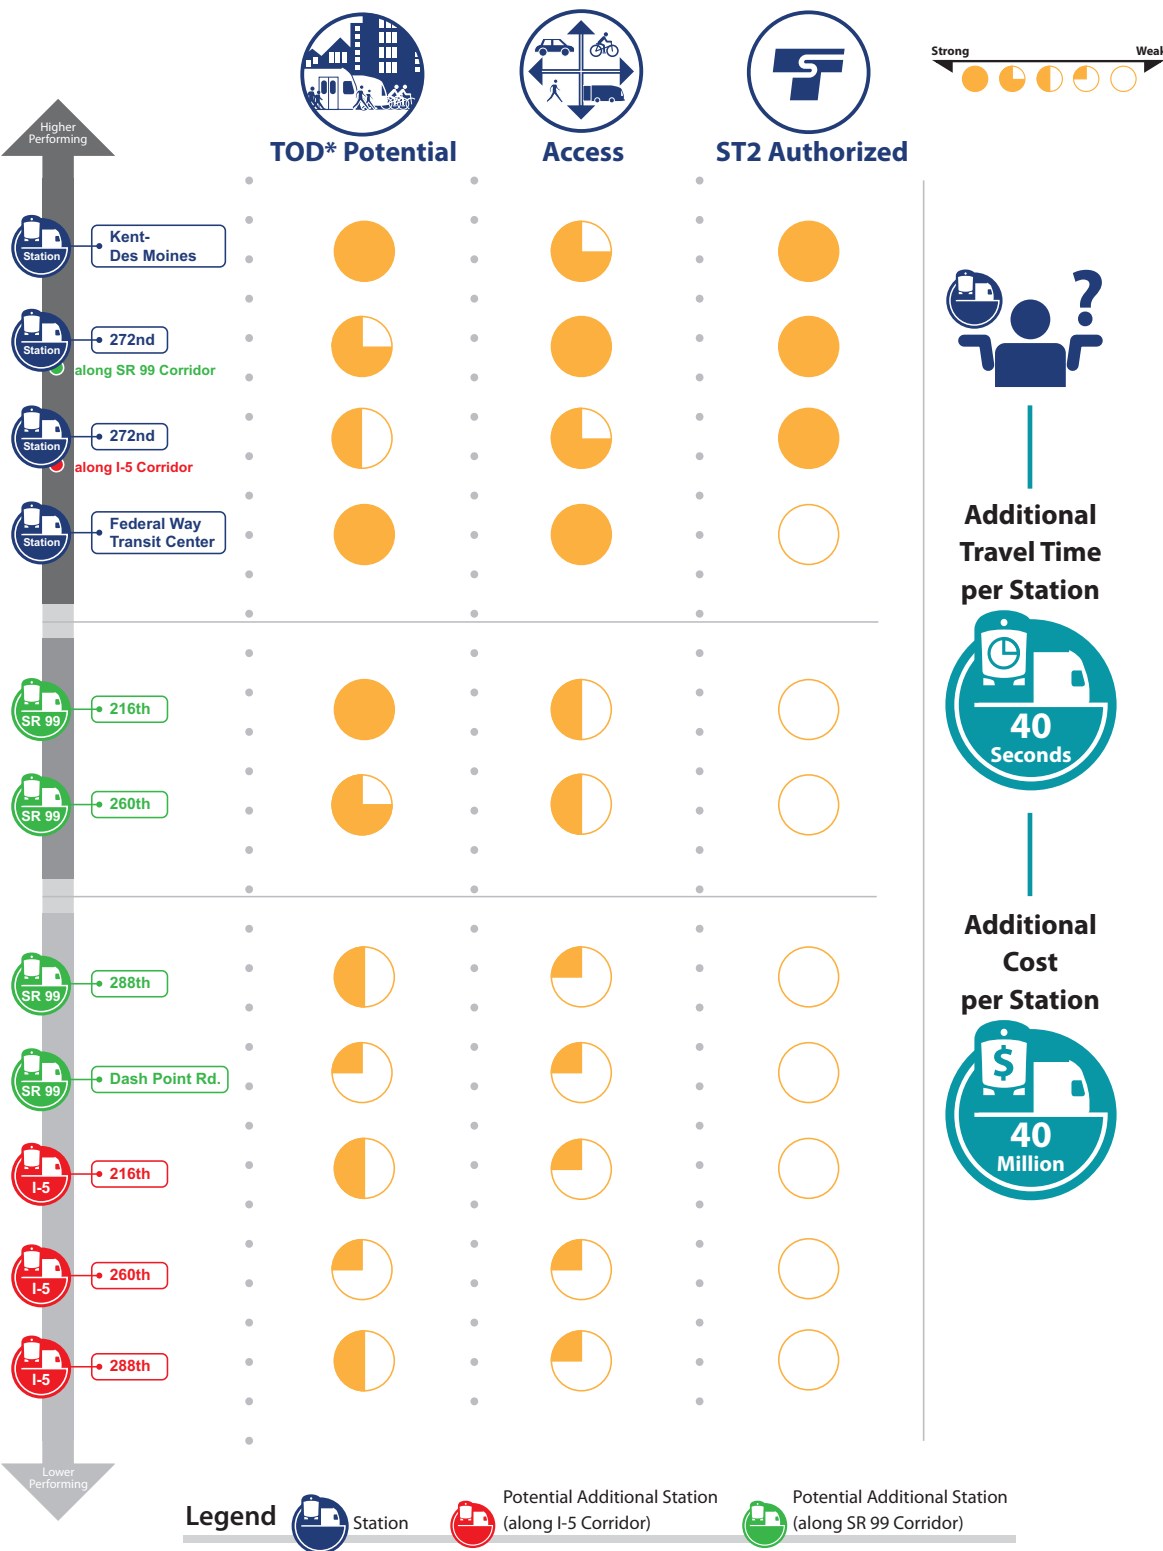 Strong Weak
Higher
Performing
TOD* Potential
Access
ST2 Authorized
Station
Kent-
Des Moines
Station
272nd
along SR 99 Corridor
Station
272nd
along I-5 Corridor
Station
Federal Way
Transit Center
SR 99
216th
SR 99
260th
SR 99
288th
SR 99
Dash Point Rd.
I-5
216th
I-5
260th
I-5
288th
Lower
Performing
?
Additional
Travel Time
per Station
40
Seconds
Additional
Cost
per Station
$
40
Million
Legend
Station
Potential Additional Station
(along I-5 Corridor)
Potential Additional Station
(along SR 99 Corridor)